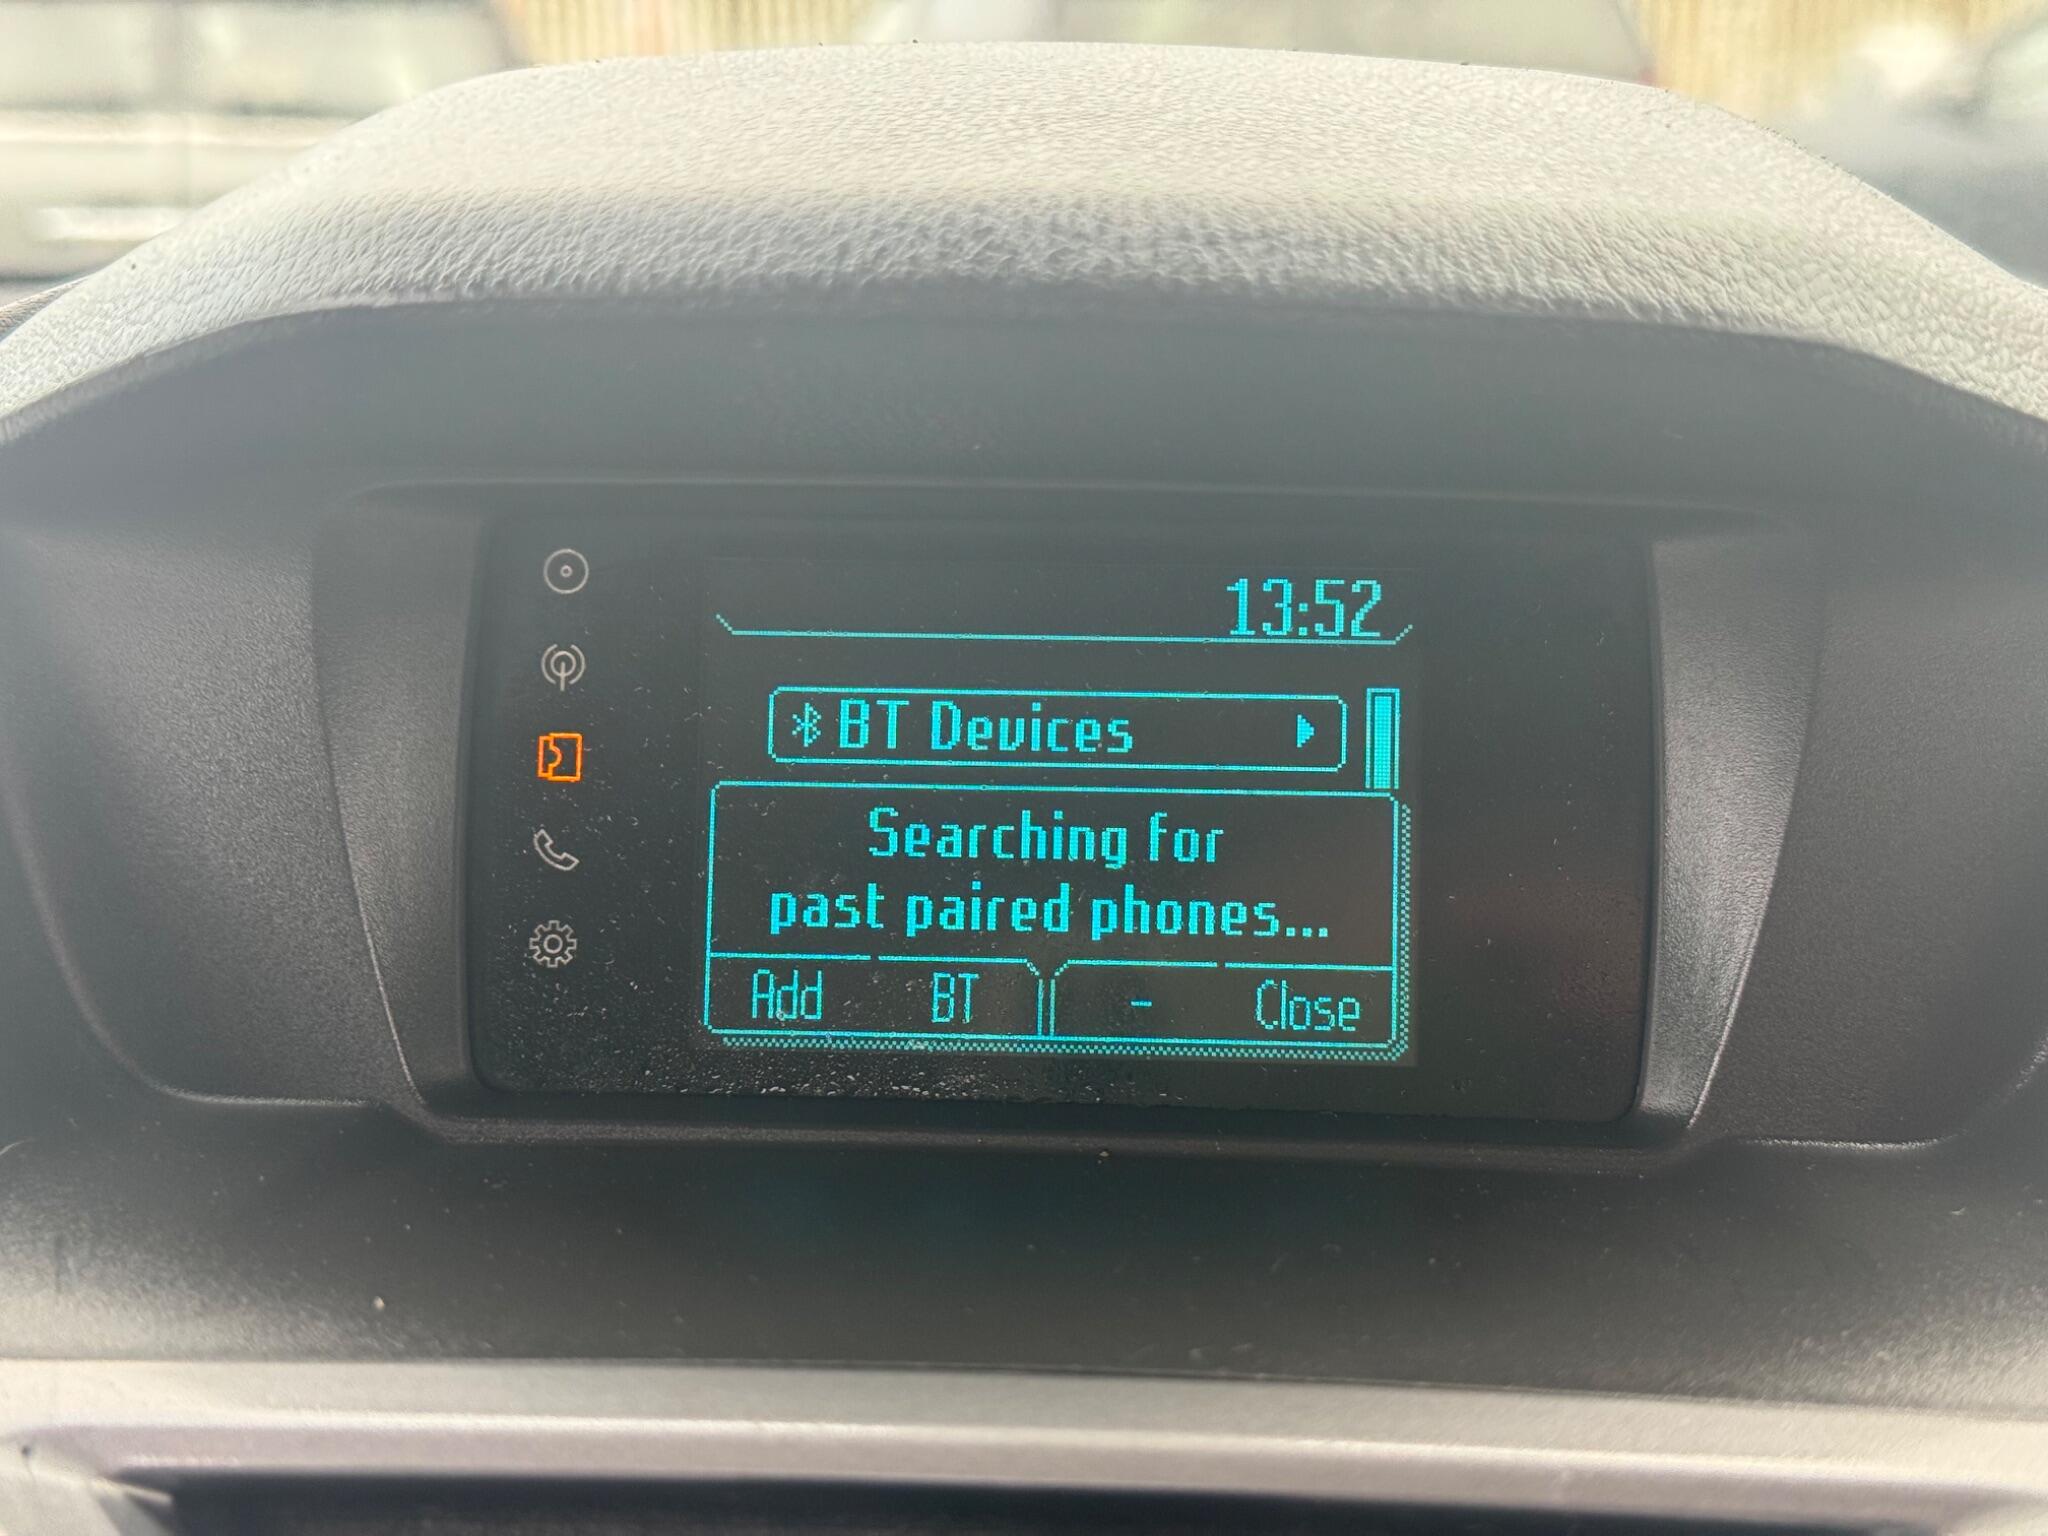 13:52
BT Devices
Searching for
past paired phones...
Add BT - Close